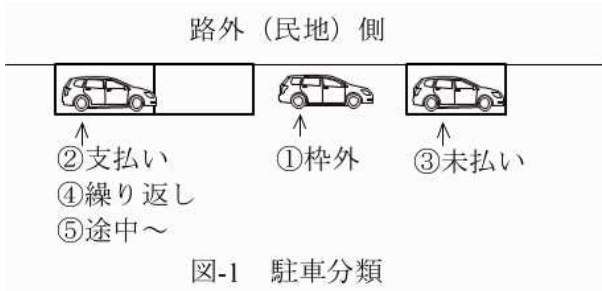 路外（民地）側
②支払い
④繰り返し
⑤途中～
①枠外
③未払い
図-1　駐車分類